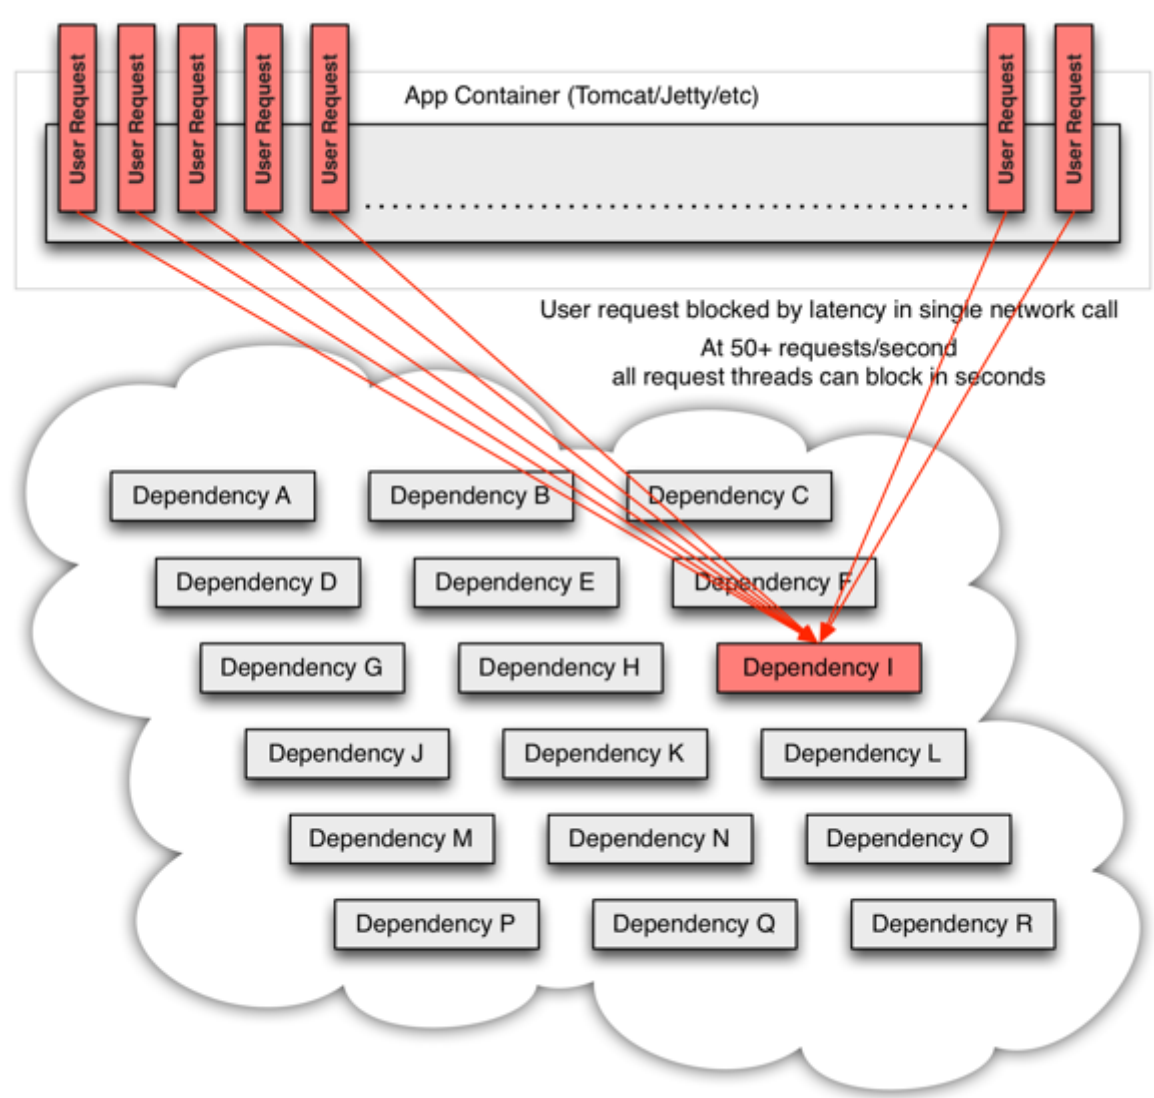 User Request
User Request
User Request
User Request
User Request
User Request
User Request
App Container (Tomcat/Jetty/etc)
User request blocked by latency in single network call
At 50+ requests/second
all request threads can block in seconds
Dependency A
Dependency B
Dependency C
Dependency D
Dependency E
Dependency F
Dependency G
Dependency H
Dependency I
Dependency J
Dependency K
Dependency L
Dependency M
Dependency N
Dependency O
Dependency P
Dependency Q
Dependency R